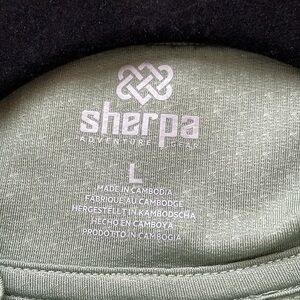 sherpa
ADVENTURE GEAR
L
MADE IN CAMBODIA
FABRIQUÉ AU CAMBODGE
HERGESTELLT IN KAMBODSCHA
HECHO EN CAMBOYA
PRODOTTO IN CAMBOGIA